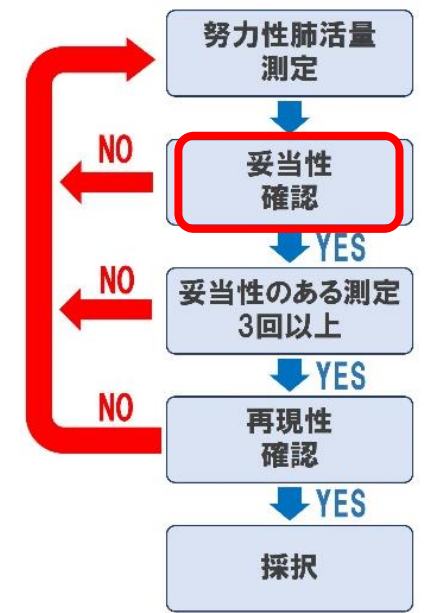 努力性肺活量
測定
NO
妥当性
確認
YES
NO
妥当性のある測定
3回以上
YES
NO
再現性
確認
YES
採択